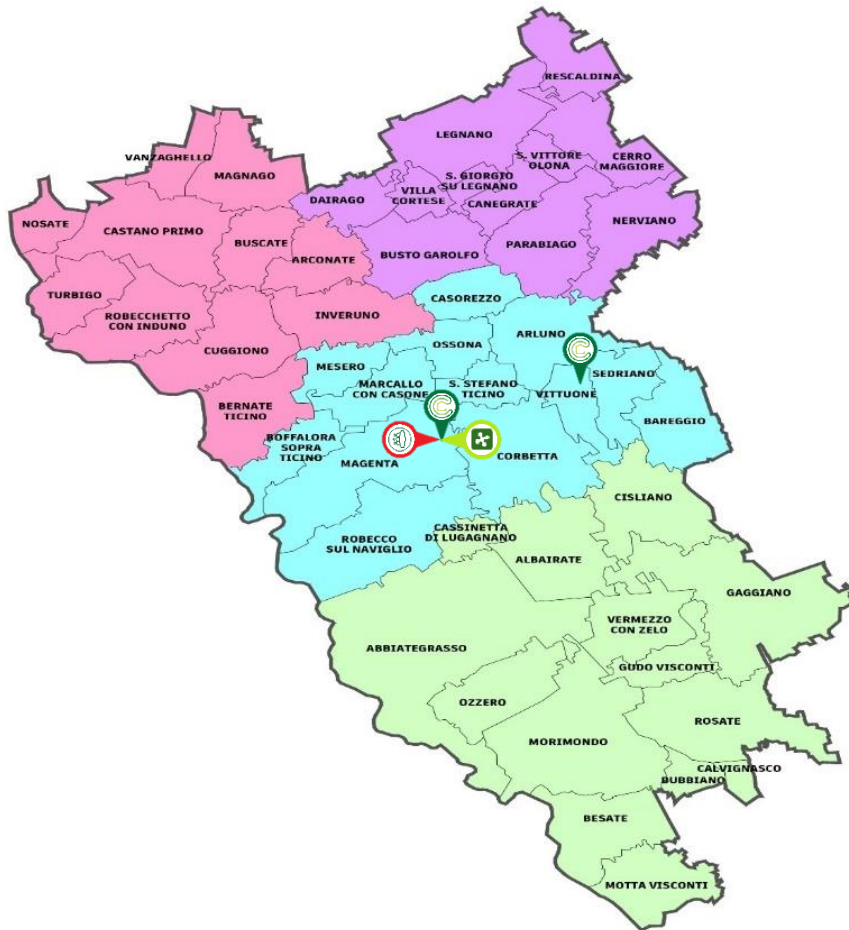 RESCALDINA
LEGNANO
VANZAGHELLO
MAGNAGO
S. VITTORE
OLONA
CERRO
MAGGIORE
S. GIORGIO
SU LEGNANO
DAIRAGO
VILLA
CORTESE
CANEGRATE
NERVIANO
NOSATE
CASTANO PRIMO
BUSCATE
ARCONATE
BUSTO GAROLFO
PARABIAGO
TURBIGO
ROBECCHETTO
CON INDUNO
INVERUNO
CASOREZZO
CUGGIONO
OSSONA
ARLUNO
MESERO
MARCALLO
CON CASONE
S. STEFANO
TICINO
VITTUONE
SEDRIANO
BERNATE
TICINO
BAREGGIO
BOFFALORA
SOPRA
TICINO
MAGENTA
CORBETTA
CISLIANO
ROBECCO
SUL NAVIGLIO
CASSINETTA
DI LUGAGNANO
ALBAIRATE
GAGGIANO
VERMEZZO
CON ZELO
ABBIATEGRASSO
GUDO VISCONTI
OZZERO
ROSATE
MORIMONDO
CALVIGNASCO
BUBBIANO
BESATE
MOTTA VISCONTI